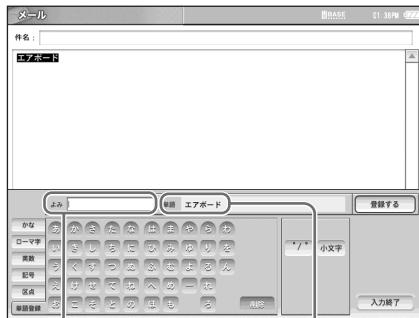 メール
BASE 01:36PM
件名：
エアボード
よみ 単語 エアボード 登録する
かな あ か さ た な は ま や ら わ
ローマ字 い き し ち に ひ み ゆ り を
英数 う く す つ ぬ ふ む よ る ん
記号 え け せ て ね へ め ー れ
区点 お こ そ と の ほ も ろ 削除
単語登録
゛/゜ 小文字
入力終了